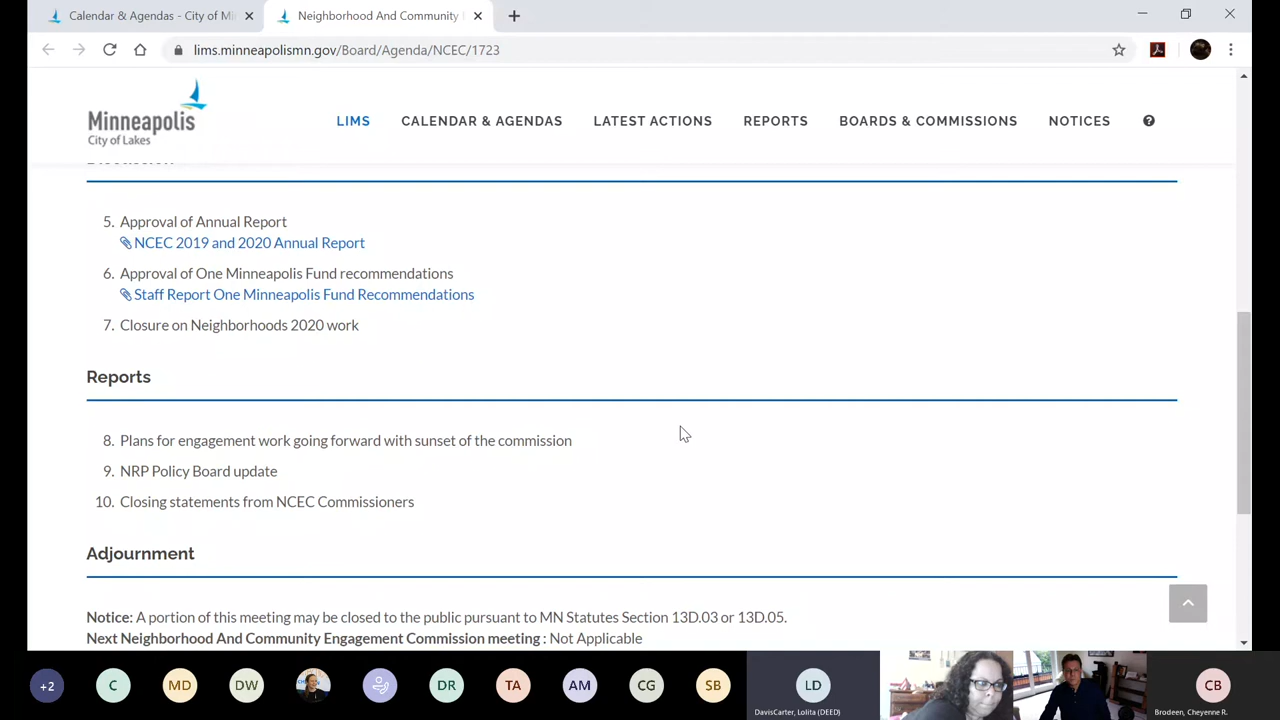 Calendar & Agendas - City of Mi
Neighborhood And Community
lims.minneapolismn.gov/Board/Agenda/NCEC/1723
Minneapolis
City of Lakes
LIMS
CALENDAR & AGENDAS
LATEST ACTIONS
REPORTS
BOARDS & COMMISSIONS
NOTICES
Discussion
5. Approval of Annual Report
NCEC 2019 and 2020 Annual Report
6. Approval of One Minneapolis Fund recommendations
Staff Report One Minneapolis Fund Recommendations
7. Closure on Neighborhoods 2020 work
Reports
8. Plans for engagement work going forward with sunset of the commission
9. NRP Policy Board update
10. Closing statements from NCEC Commissioners
Adjournment
Notice: A portion of this meeting may be closed to the public pursuant to MN Statutes Section 13D.03 or 13D.05.
Next Neighborhood And Community Engagement Commission meeting : Not Applicable
+2
C
MD
DW
DR
TA
AM
CG
SB
LD
DavisCarter, Lolita (DEED)
CB
Brodeen, Cheyenne R.